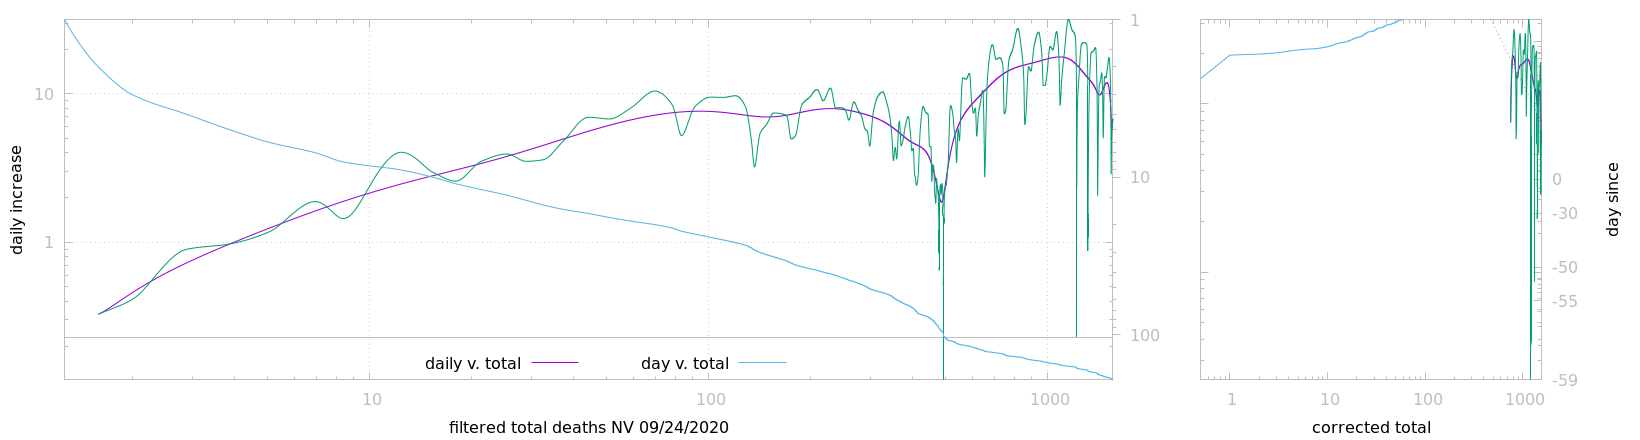 daily increase
10
1
daily v. total
day v. total
10
100
1000
1
10
100
filtered total deaths NV 09/24/2020
0
-30
-50
-55
-59
day since
1
10
100
1000
corrected total